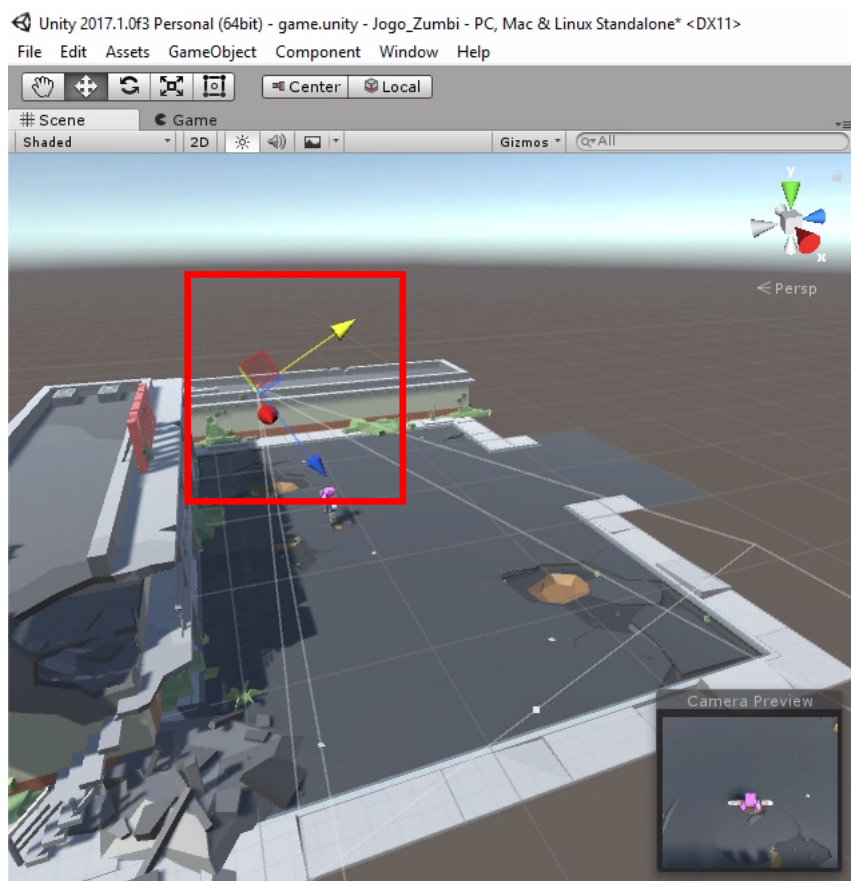 Unity 2017.1.0f3 Personal (64bit) - game.unity - Jogo_Zumbi - PC, Mac & Linux Standalone* <DX11>
File Edit Assets GameObject Component Window Help
Center Local
Scene Game
Shaded 2D Gizmos All
y
x
Persp
Camera Preview